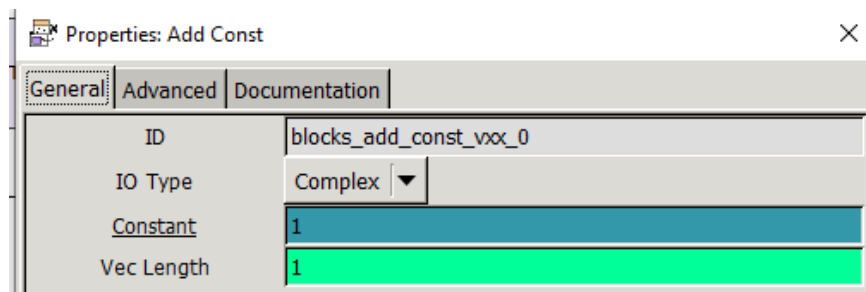 Properties: Add Const
General Advanced Documentation
ID blocks_add_const_vxx_0
IO Type Complex
Constant 1
Vec Length 1